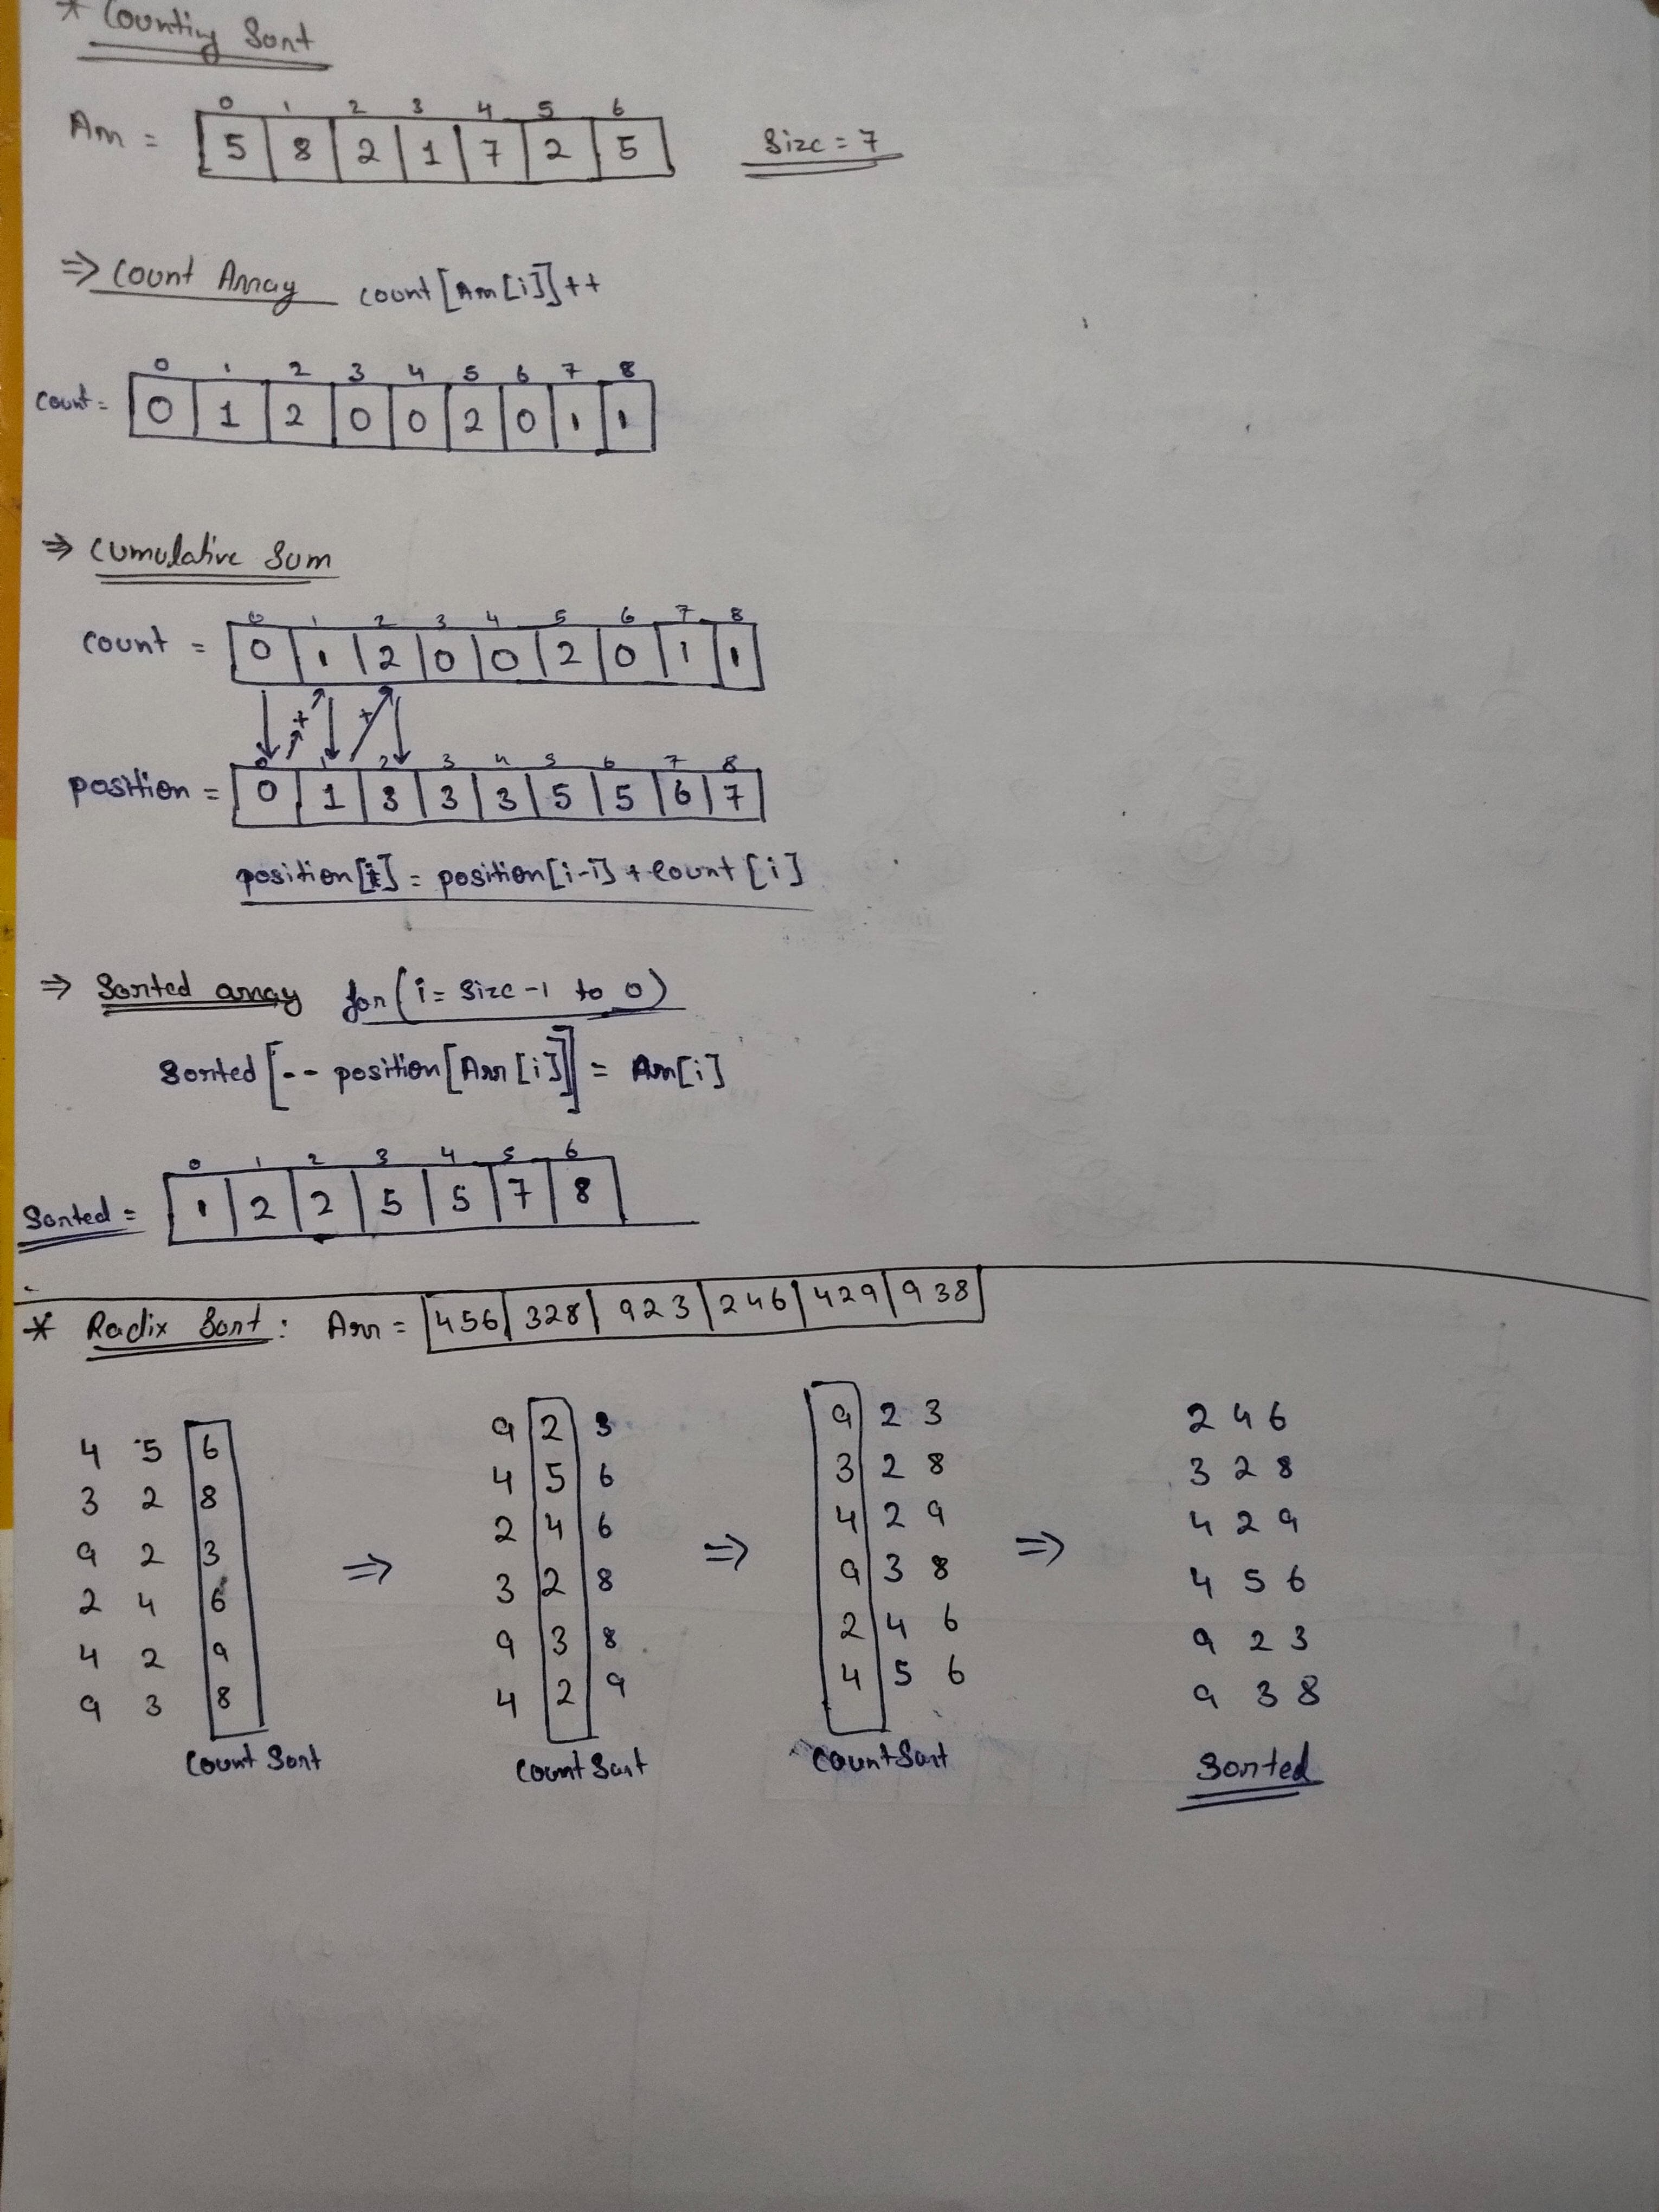 * Counting Sort
0 1 2 3 4 5 6
Arr = 5 8 2 1 7 2 5 Size = 7
⇒ Count Array count[Arr[i]]++
0 1 2 3 4 5 6 7 8
Count = 0 1 2 0 0 2 0 1 1
⇒ Cumulative Sum
0 1 2 3 4 5 6 7 8
Count = 0 1 2 0 0 2 0 1 1
+ +
0 1 2 3 4 5 6 7 8
position = 0 1 3 3 3 5 5 6 7
position[i] = position[i-1] + Count[i]
⇒ Sorted array for(i = Size -1 to 0)
Sorted[-- position[Arr[i]]] = Arr[i]
0 1 2 3 4 5 6
Sorted = 1 2 2 5 5 7 8
* Radix Sort : Arr = 456 328 923 246 429 938
4 5 6 9 2 3 9 2 3 2 4 6
3 2 8 4 5 6 3 2 8 3 2 8
9 2 3 2 4 6 4 2 9 4 2 9
2 4 6 ⇒ 3 2 8 ⇒ 9 3 8 ⇒ 4 5 6
4 2 9 9 3 8 2 4 6 9 2 3
9 3 8 4 2 9 4 5 6 9 3 8
Count Sort Count Sort Count Sort Sorted